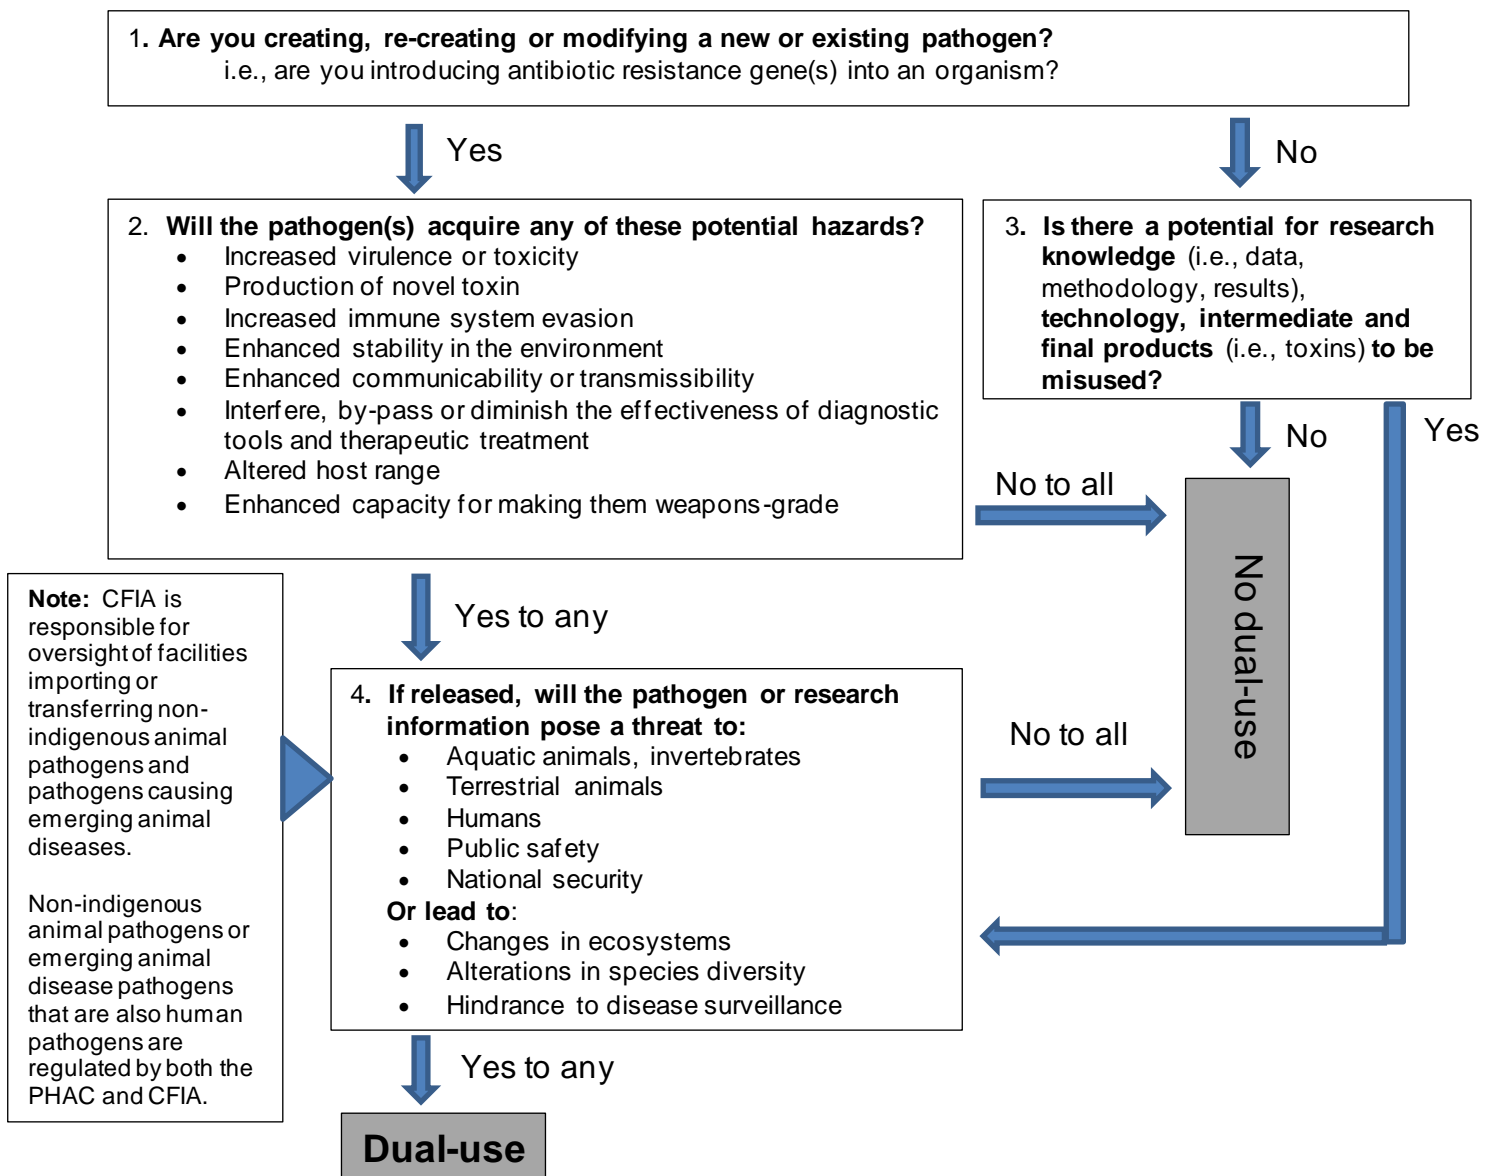 1. Are you creating, re-creating or modifying a new or existing pathogen?
i.e., are you introducing antibiotic resistance gene(s) into an organism?
Yes
No
2. Will the pathogen(s) acquire any of these potential hazards?
• Increased virulence or toxicity
• Production of novel toxin
• Increased immune system evasion
• Enhanced stability in the environment
• Enhanced communicability or transmissibility
• Interfere, by-pass or diminish the effectiveness of diagnostic
tools and therapeutic treatment
• Altered host range
• Enhanced capacity for making them weapons-grade
3. Is there a potential for research
knowledge (i.e., data,
methodology, results),
technology, intermediate and
final products (i.e., toxins) to be
misused?
No
Yes
No to all
No dual-use
Yes to any
Note: CFIA is
responsible for
oversight of facilities
importing or
transferring non-
indigenous animal
pathogens and
pathogens causing
emerging animal
diseases.
Non-indigenous
animal pathogens or
emerging animal
disease pathogens
that are also human
pathogens are
regulated by both the
PHAC and CFIA.
4. If released, will the pathogen or research
information pose a threat to:
• Aquatic animals, invertebrates
• Terrestrial animals
• Humans
• Public safety
• National security
Or lead to:
• Changes in ecosystems
• Alterations in species diversity
• Hindrance to disease surveillance
No to all
Yes to any
Dual-use